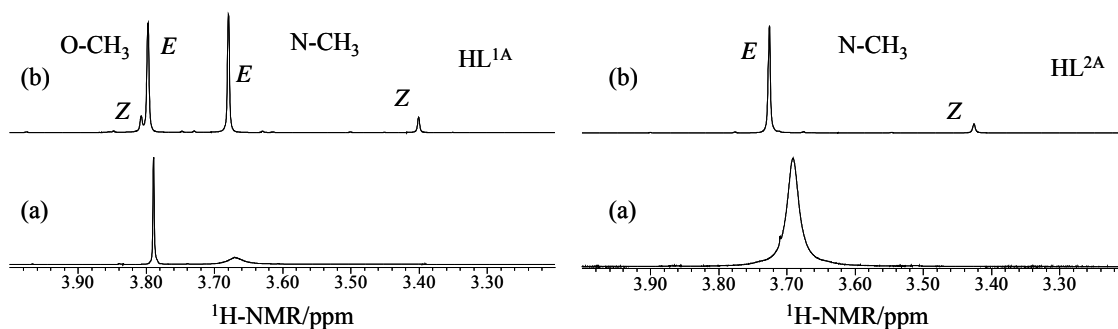 O-CH3 E N-CH3 HL1A
(b) E
Z Z
(a)
3.90 3.80 3.70 3.60 3.50 3.40 3.30
1H-NMR/ppm
E N-CH3
(b) HL2A
Z
(a)
3.90 3.80 3.70 3.60 3.50 3.40 3.30
1H-NMR/ppm